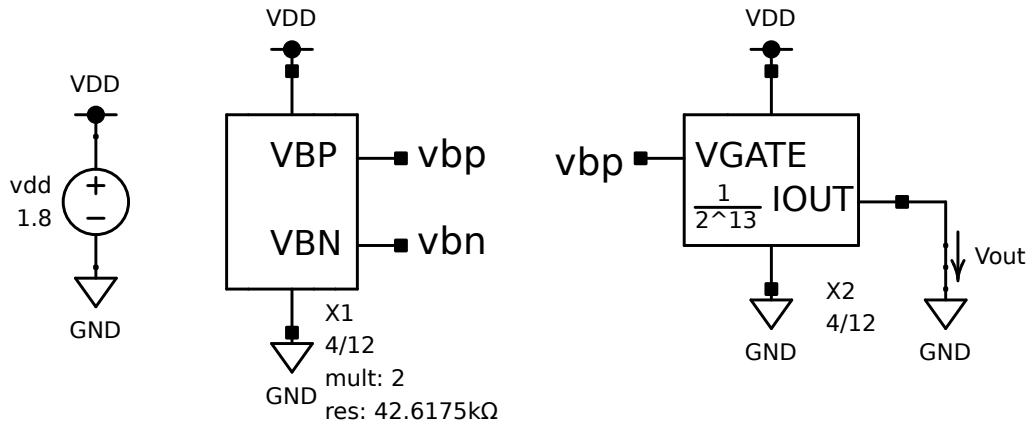 VDD
vdd
1.8
GND
VDD
VBP
vbp
VBN
vbn
X1
4/12
GND
mult: 2
res: 42.6175kΩ
VDD
vbp
VGATE
1
2^13
IOUT
Vout
X2
4/12
GND
GND